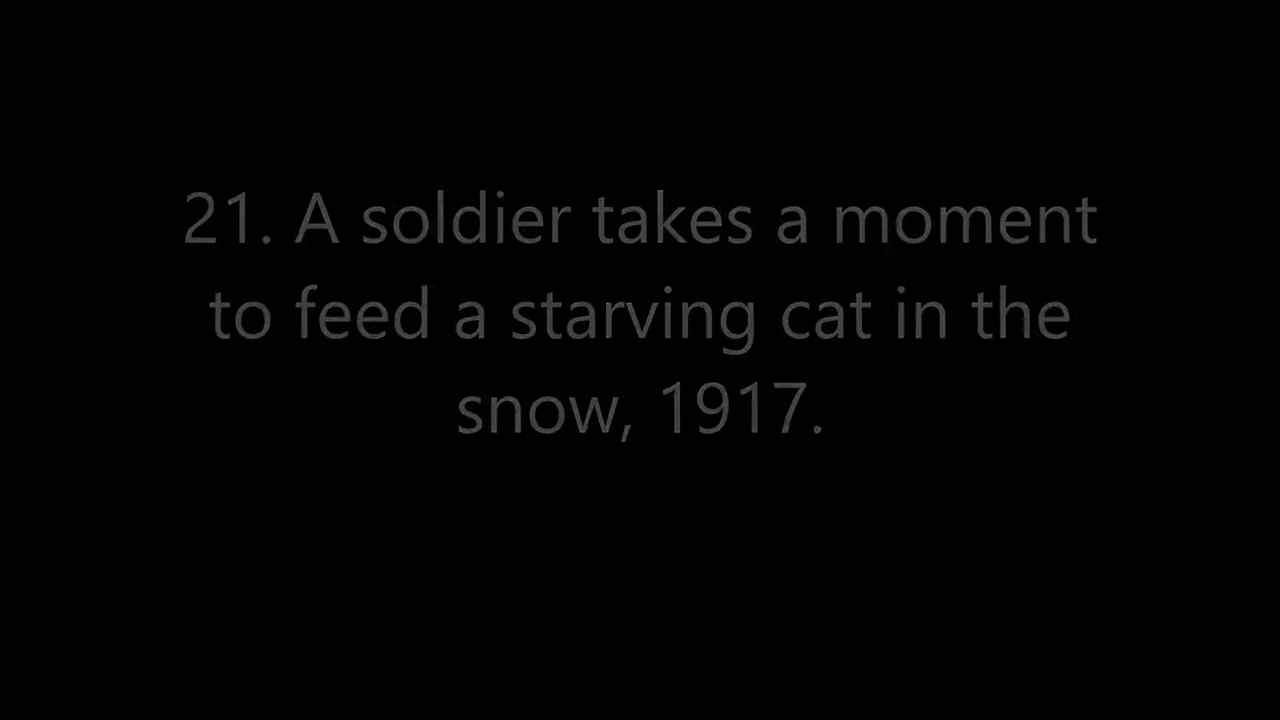 21. A soldier takes a moment
to feed a starving cat in the
snow, 1917.